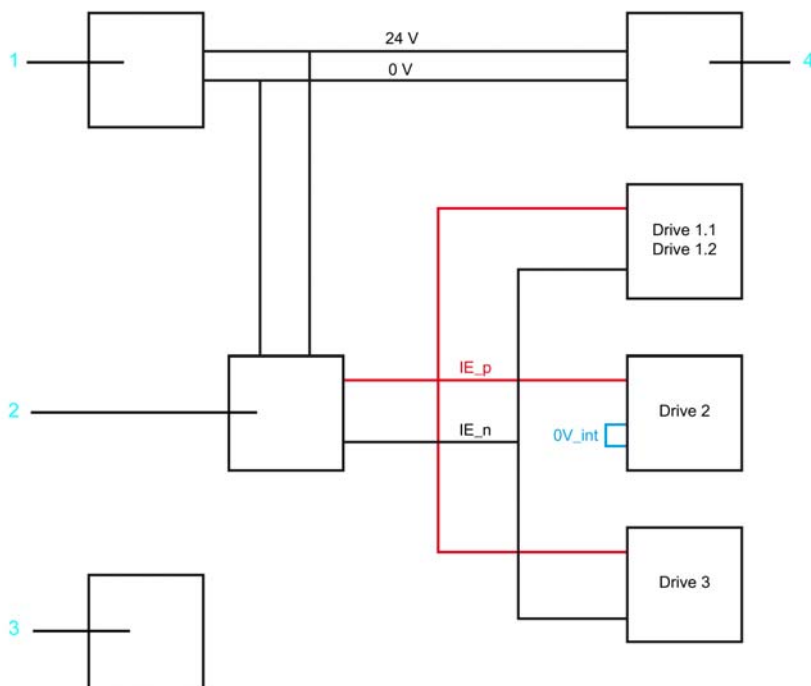 24 V
1
4
0 V
Drive 1.1
Drive 1.2
IE_p
2
Drive 2
IE_n
0V_int
Drive 3
3